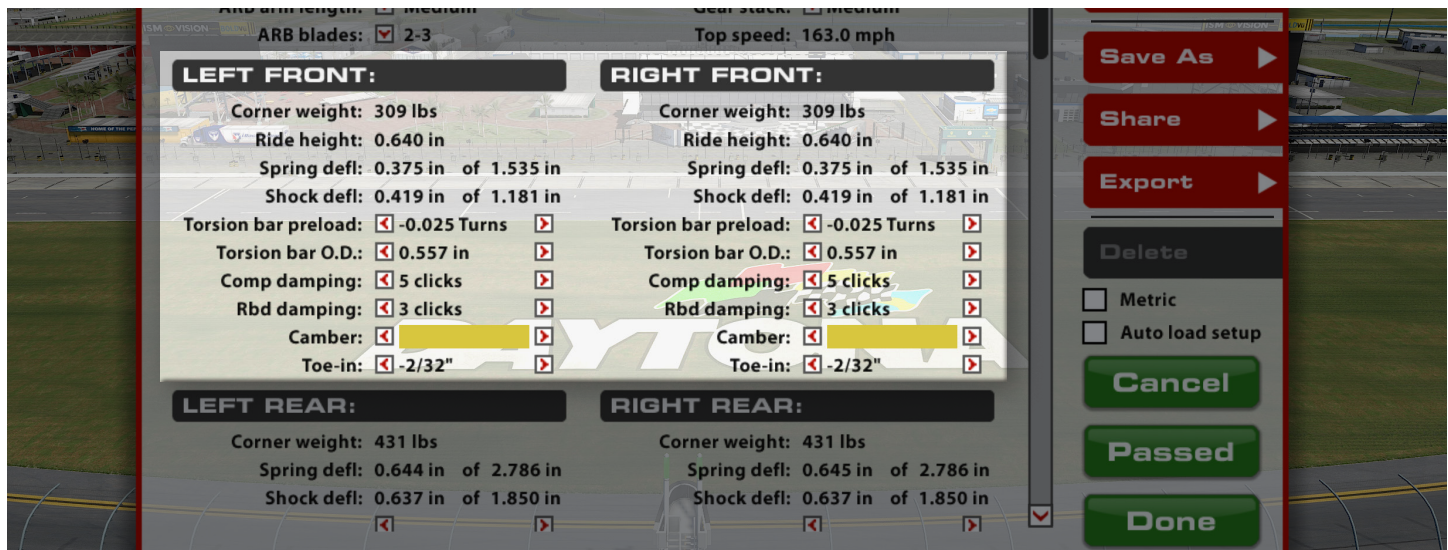 ARB arm length: Medium
Gear stack: Medium
ARB blades: 2-3
Top speed: 163.0 mph
LEFT FRONT:
Corner weight: 309 lbs
Ride height: 0.640 in
Spring defl: 0.375 in of 1.535 in
Shock defl: 0.419 in of 1.181 in
Torsion bar preload: -0.025 Turns
Torsion bar O.D.: 0.557 in
Comp damping: 5 clicks
Rbd damping: 3 clicks
Camber:
Toe-in: -2/32"
RIGHT FRONT:
Corner weight: 309 lbs
Ride height: 0.640 in
Spring defl: 0.375 in of 1.535 in
Shock defl: 0.419 in of 1.181 in
Torsion bar preload: -0.025 Turns
Torsion bar O.D.: 0.557 in
Comp damping: 5 clicks
Rbd damping: 3 clicks
Camber:
Toe-in: -2/32"
LEFT REAR:
Corner weight: 431 lbs
Spring defl: 0.644 in of 2.786 in
Shock defl: 0.637 in of 1.850 in
RIGHT REAR:
Corner weight: 431 lbs
Spring defl: 0.645 in of 2.786 in
Shock defl: 0.637 in of 1.850 in
Save As
Share
Export
Delete
Metric
Auto load setup
Cancel
Passed
Done
DAYTONA
ISM VISION
ISM VISION